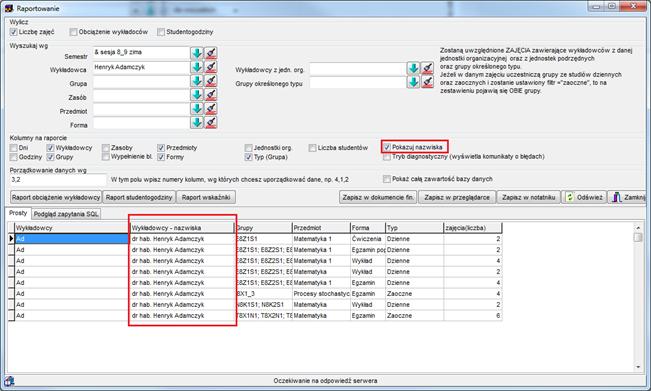 Raportowanie
Wylicz
Liczbę zajęć Obciążenie wykładowców Studentogodziny
Wyszukaj wg
Semestr & sesja 8_9 zima
Wykładowca Henryk Adamczyk
Grupa
Zasób
Przedmiot
Forma
Wykładowcy z jedn. org.
Grupy określonego typu
Zostaną uwzględnione ZAJĘCIA zawierające wykładowców z danej
jednostki organizacyjnej oraz z jednostek podrzędnych
oraz grupy określonego typu.
Jeżeli w danym zajęciu uczestniczą grupy ze studiów dziennych
oraz zaocznych i zostanie ustawiony filtr ="zaoczne", to na
zestawieniu pojawią się OBIE grupy.
Kolumny na raporcie
Dni Wykładowcy Zasoby Przedmioty Jednostki org. Liczba studentów Pokazuj nazwiska
Godziny Grupy Wypełnienie bl. Formy Typ (Grupa) Tryb diagnostyczny (wyświetla komunikaty o błędach)
Porządkowanie danych wg
3,2 W tym polu wpisz numery kolumn, wg których chcesz uporządkować dane, np. 4,1,2 Pokaż całą zawartość bazy danych
Raport obciążenie wykładowcy Raport studentogodziny Raport wskaźniki Zapisz w dokumencie fin. Zapisz w przeglądarce Zapisz w notatniku Odśwież Zamknij
Prosty Podgląd zapytania SQL
Wykładowcy Wykładowcy - nazwiska Grupy Przedmiot Forma Typ zajęcia(liczba)
Ad dr hab. Henryk Adamczyk E8Z1S1 Matematyka 1 Ćwiczenia Dzienne 2
Ad dr hab. Henryk Adamczyk E8Z1S1; E8Z2S1; E8 Matematyka 1 Egzamin pop Dzienne 2
Ad dr hab. Henryk Adamczyk E8Z1S1; E8Z2S1; E8 Matematyka 1 Wykład Dzienne 4
Ad dr hab. Henryk Adamczyk E8Z1S1; E8Z2S1; E8 Matematyka Wykład Dzienne 2
Ad dr hab. Henryk Adamczyk E8Z1S1; E8Z2S1; E8 Matematyka 1 Egzamin Dzienne 4
Ad dr hab. Henryk Adamczyk I8X1_3 Procesy stochastyc Egzamin Zaoczne 4
Ad dr hab. Henryk Adamczyk N8K1S1; N8K2S1 Matematyka Wykład Dzienne 2
Ad dr hab. Henryk Adamczyk T8X1N1; T8X2N1; T8 Matematyka Egzamin Zaoczne 6
Oczekiwanie na odpowiedź serwera